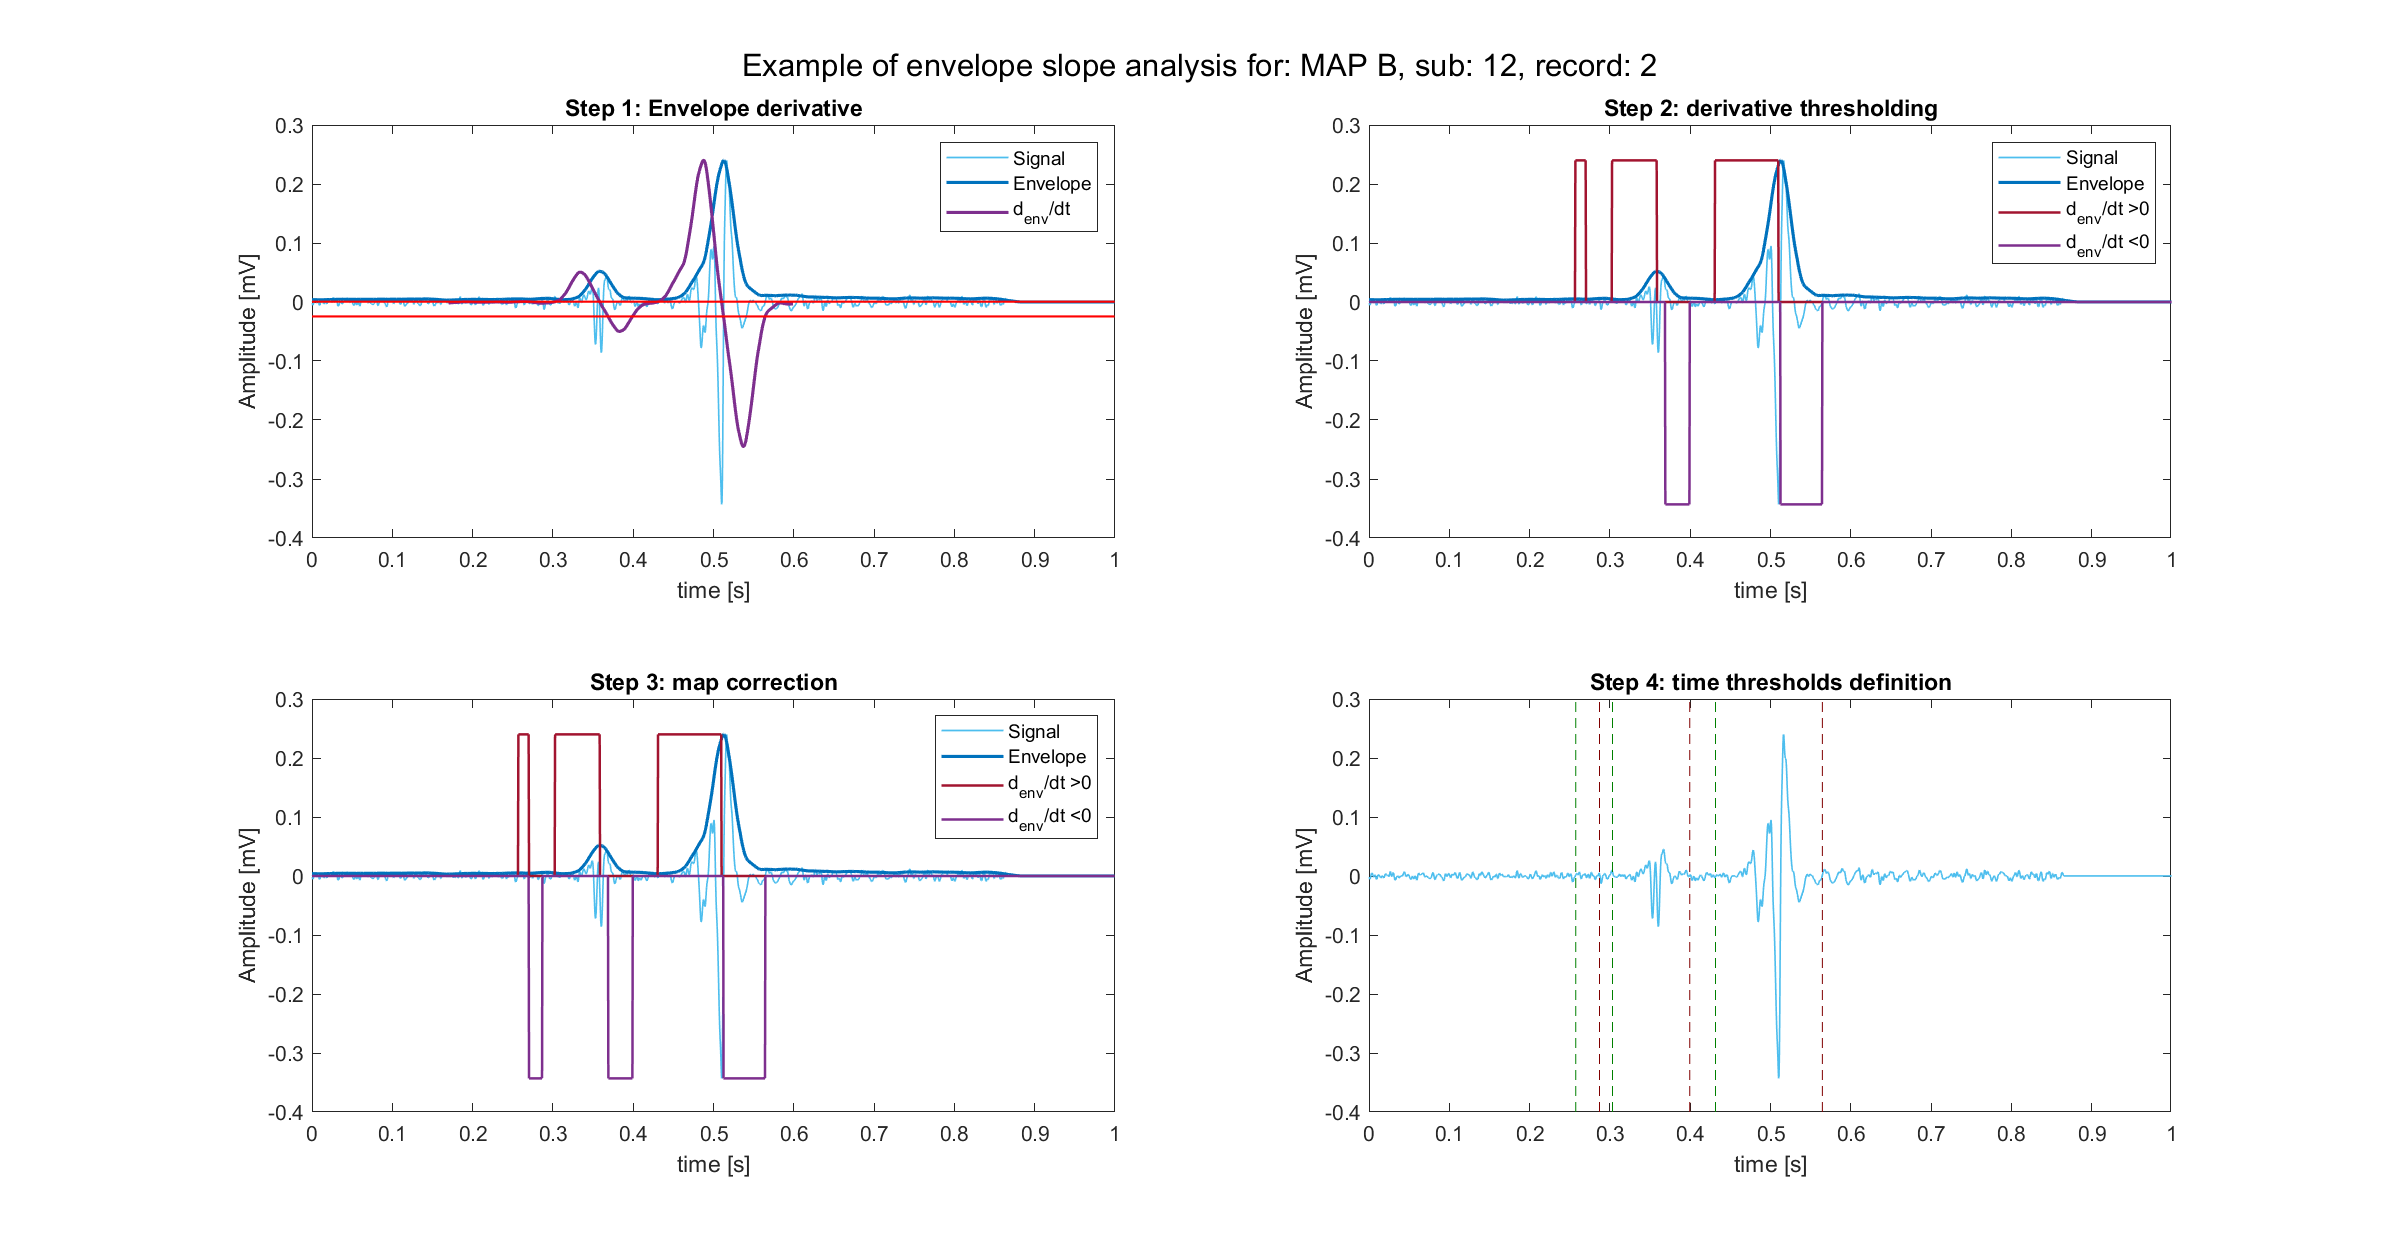 Example of envelope slope analysis for: MAP B, sub: 12, record: 2
Step 1: Envelope derivative
0.3
0.2
0.1
0
-0.1
-0.2
-0.3
-0.4
Amplitude [mV]
0 0.1 0.2 0.3 0.4 0.5 0.6 0.7 0.8 0.9 1
time [s]
Signal
Envelope
d_env/dt
Step 2: derivative thresholding
0.3
0.2
0.1
0
-0.1
-0.2
-0.3
-0.4
Amplitude [mV]
0 0.1 0.2 0.3 0.4 0.5 0.6 0.7 0.8 0.9 1
time [s]
Signal
Envelope
d_env/dt >0
d_env/dt <0
Step 3: map correction
0.3
0.2
0.1
0
-0.1
-0.2
-0.3
-0.4
Amplitude [mV]
0 0.1 0.2 0.3 0.4 0.5 0.6 0.7 0.8 0.9 1
time [s]
Signal
Envelope
d_env/dt >0
d_env/dt <0
Step 4: time thresholds definition
0.3
0.2
0.1
0
-0.1
-0.2
-0.3
-0.4
Amplitude [mV]
0 0.1 0.2 0.3 0.4 0.5 0.6 0.7 0.8 0.9 1
time [s]